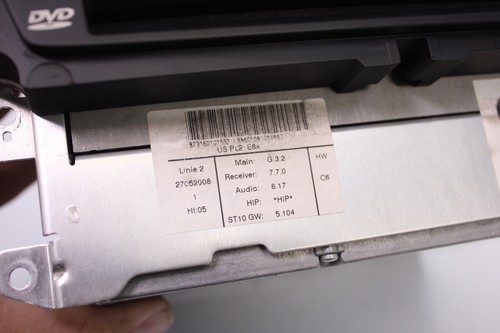 DVD
US PL2 E6x
Linie 2
27052008
1
HI:05
Main: G.3.2
Receiver: 7.7.0
Audio: 6.17
HIP: *HIP*
ST10 GW: 5.104
HW
C6